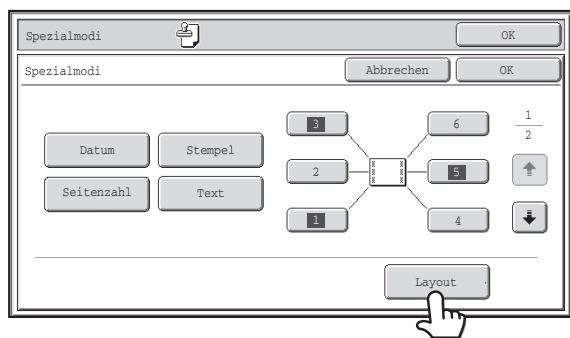 Spezialmodi OK
Spezialmodi Abbrechen OK
3 6 1
Datum Stempel 2
2 5
Seitenzahl Text
1 4
Layout